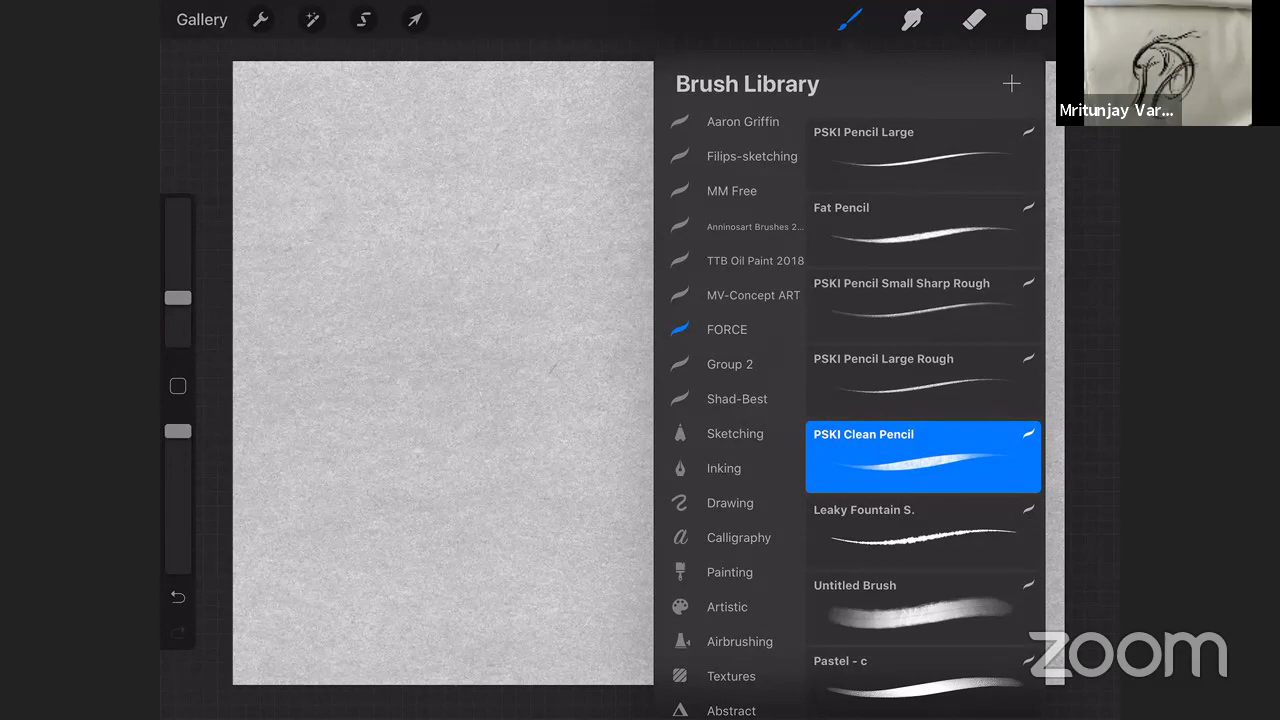 Gallery
Mritunjay Var...
Brush Library
Aaron Griffin
Filips-sketching
MM Free
Anninosart Brushes 2...
TTB Oil Paint 2018
MV-Concept ART
FORCE
Group 2
Shad-Best
Sketching
Inking
Drawing
Calligraphy
Painting
Artistic
Airbrushing
Textures
Abstract
PSKI Pencil Large
Fat Pencil
PSKI Pencil Small Sharp Rough
PSKI Pencil Large Rough
PSKI Clean Pencil
Leaky Fountain S.
Untitled Brush
Pastel - c
zoom